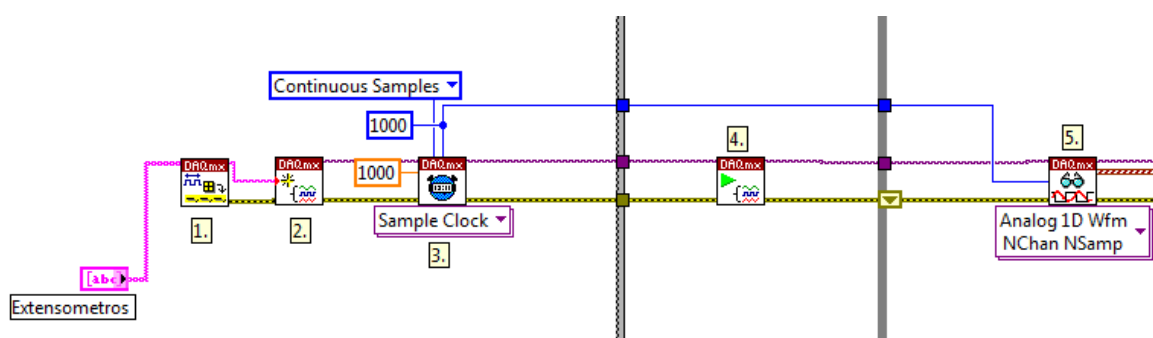 Continuous Samples
1000
4.
5.
DAQmx
DAQmx
1000
DAQmx
DAQmx
DAQmx
Sample Clock
Analog 1D Wfm
NChan NSamp
1.
2.
3.
[abc]
Extensometros